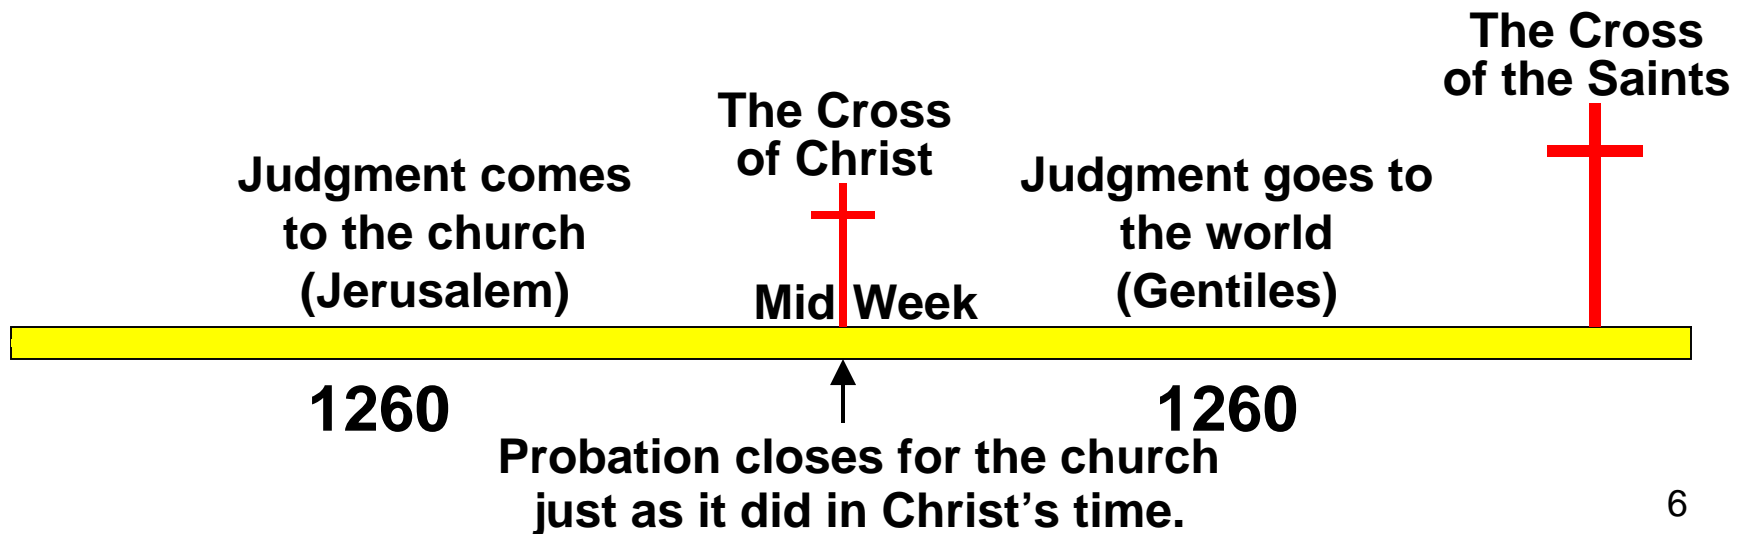 The Cross
of the Saints
The Cross
of Christ
Judgment comes
to the church
(Jerusalem)
Mid Week
Judgment goes to
the world
(Gentiles)
1260
1260
Probation closes for the church
just as it did in Christ’s time.
6